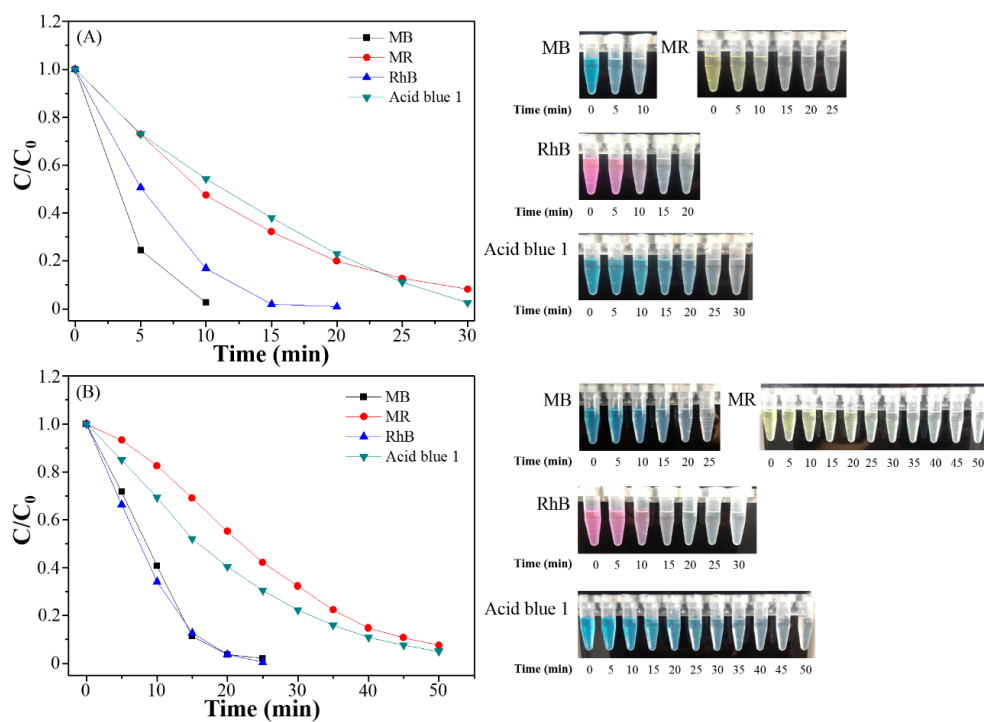 (A)
MB
MR
RhB
Acid blue 1
1.2
1.0
0.8
0.6
0.4
0.2
0
C/C0
0 5 10 15 20 25 30
Time (min)
MB
Time (min) 0 5 10
MR
0 5 10 15 20 25
RhB
Time (min) 0 5 10 15 20
Acid blue 1
Time (min) 0 5 10 15 20 25 30
(B)
MB
MR
RhB
Acid blue 1
1.2
1.0
0.8
0.6
0.4
0.2
0
C/C0
0 10 20 30 40 50
Time (min)
MB
Time (min) 0 5 10 15 20 25
MR
0 5 10 15 20 25 30 35 40 45 50
RhB
Time (min) 0 5 10 15 20 25 30
Acid blue 1
Time (min) 0 5 10 15 20 25 30 35 40 45 50